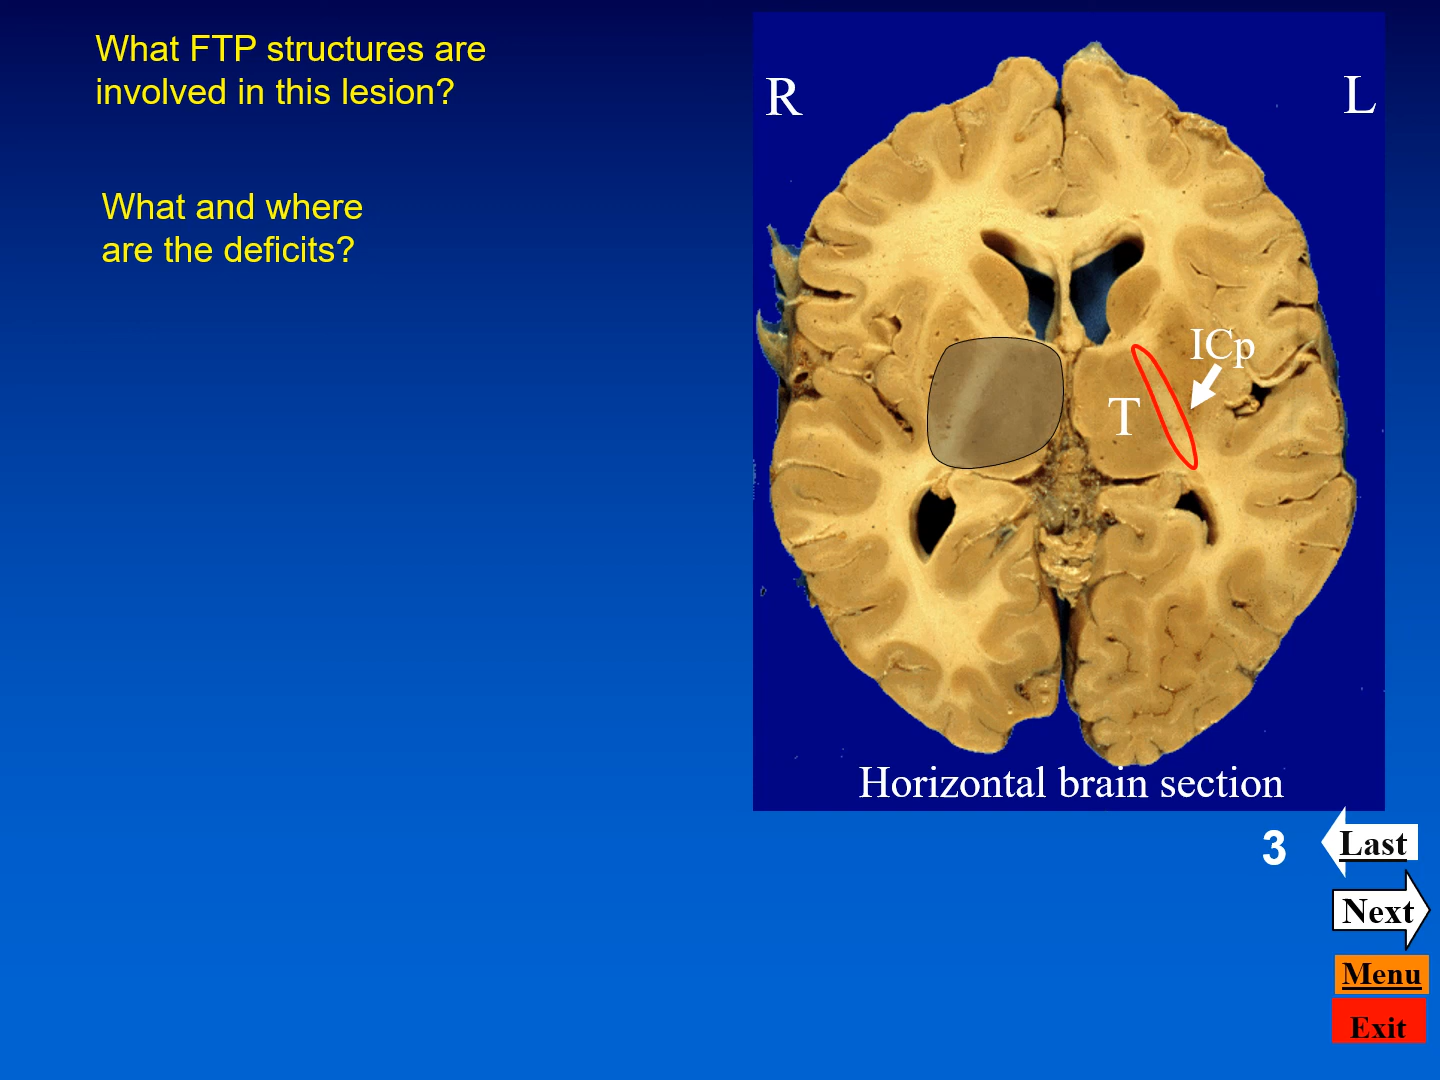 What FTP structures are
involved in this lesion?
What and where
are the deficits?
R
L
ICp
T
Horizontal brain section
3
Last
Next
Menu
Exit